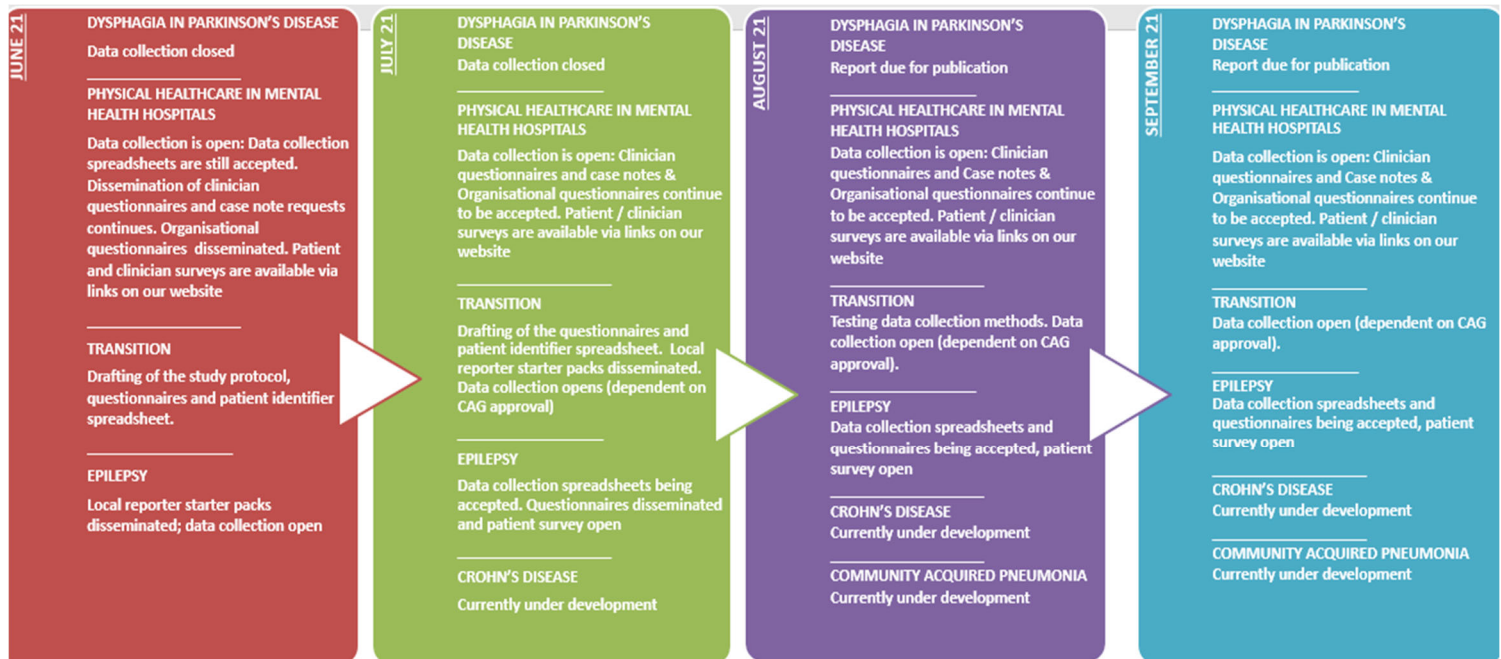 JUNE 21
DYSPHAGIA IN PARKINSON'S DISEASE
Data collection closed
PHYSICAL HEALTHCARE IN MENTAL
HEALTH HOSPITALS
Data collection is open: Data collection
spreadsheets are still accepted.
Dissemination of clinician
questionnaires and case note requests
continues. Organisational
questionnaires disseminated. Patient
and clinician surveys are available via
links on our website
TRANSITION
Drafting of the study protocol,
questionnaires and patient identifier
spreadsheet.
EPILEPSY
Local reporter starter packs
disseminated; data collection open
JULY 21
DYSPHAGIA IN PARKINSON'S
DISEASE
Data collection closed
PHYSICAL HEALTHCARE IN MENTAL
HEALTH HOSPITALS
Data collection is open: Clinician
questionnaires and case notes &
Organisational questionnaires continue
to be accepted. Patient / clinician
surveys are available via links on our
website
TRANSITION
Drafting of the questionnaires and
patient identifier spreadsheet. Local
reporter starter packs disseminated.
Data collection opens (dependent on
CAG approval)
EPILEPSY
Data collection spreadsheets being
accepted. Questionnaires disseminated
and patient survey open
CROHN'S DISEASE
Currently under development
AUGUST 21
DYSPHAGIA IN PARKINSON'S
DISEASE
Report due for publication
PHYSICAL HEALTHCARE IN MENTAL
HEALTH HOSPITALS
Data collection is open: Clinician
questionnaires and Case notes &
Organisational questionnaires continue
to be accepted. Patient / clinician
surveys are available via links on our
website
TRANSITION
Testing data collection methods. Data
collection open (dependent on CAG
approval).
EPILEPSY
Data collection spreadsheets and
questionnaires being accepted, patient
survey open
CROHN'S DISEASE
Currently under development
COMMUNITY ACQUIRED PNEUMONIA
Currently under development
SEPTEMBER 21
DYSPHAGIA IN PARKINSON'S
DISEASE
Report due for publication
PHYSICAL HEALTHCARE IN MENTAL
HEALTH HOSPITALS
Data collection is open: Clinician
questionnaires and Case notes &
Organisational questionnaires continue
to be accepted. Patient / clinician
surveys are available via links on our
website
TRANSITION
Data collection open (dependent on CAG
approval).
EPILEPSY
Data collection spreadsheets and
questionnaires being accepted, patient
survey open
CROHN'S DISEASE
Currently under development
COMMUNITY ACQUIRED PNEUMONIA
Currently under development